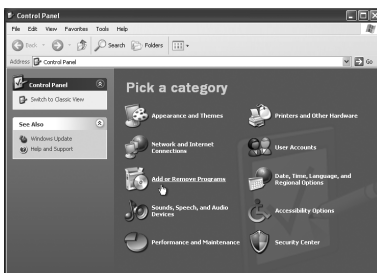 Control Panel
File Edit View Favorites Tools Help
Back Search Folders
Address Control Panel Go
Control Panel
Switch to Classic View
See Also
Windows Update
Help and Support
Pick a category
Appearance and Themes
Printers and Other Hardware
Network and Internet
Connections
User Accounts
Add or Remove Programs
Date, Time, Language, and
Regional Options
Sounds, Speech, and Audio
Devices
Accessibility Options
Performance and Maintenance
Security Center